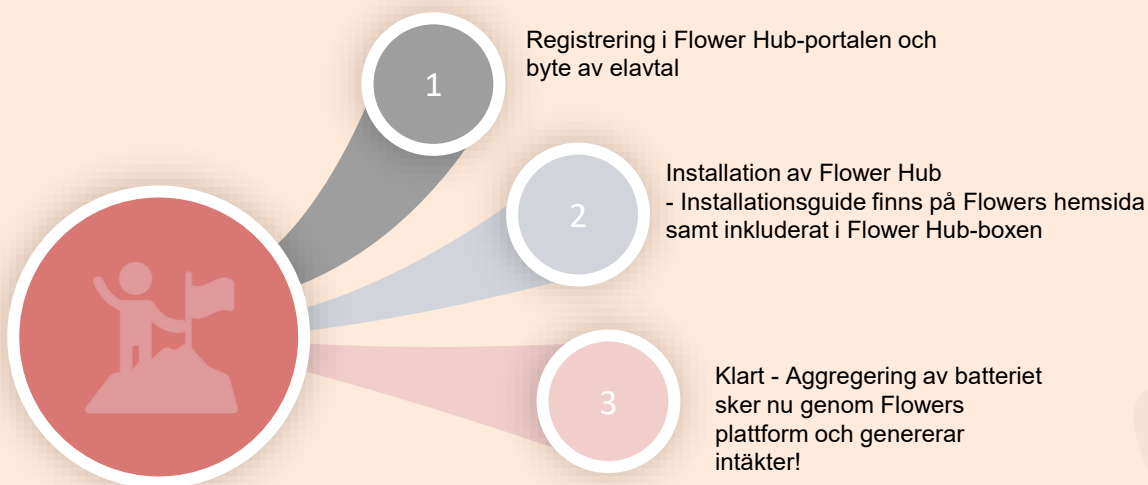 1
Registrering i Flower Hub-portalen och
byte av elavtal
2
Installation av Flower Hub
- Installationsguide finns på Flowers hemsida
samt inkluderat i Flower Hub-boxen
3
Klart - Aggregering av batteriet
sker nu genom Flowers
plattform och genererar
intäkter!